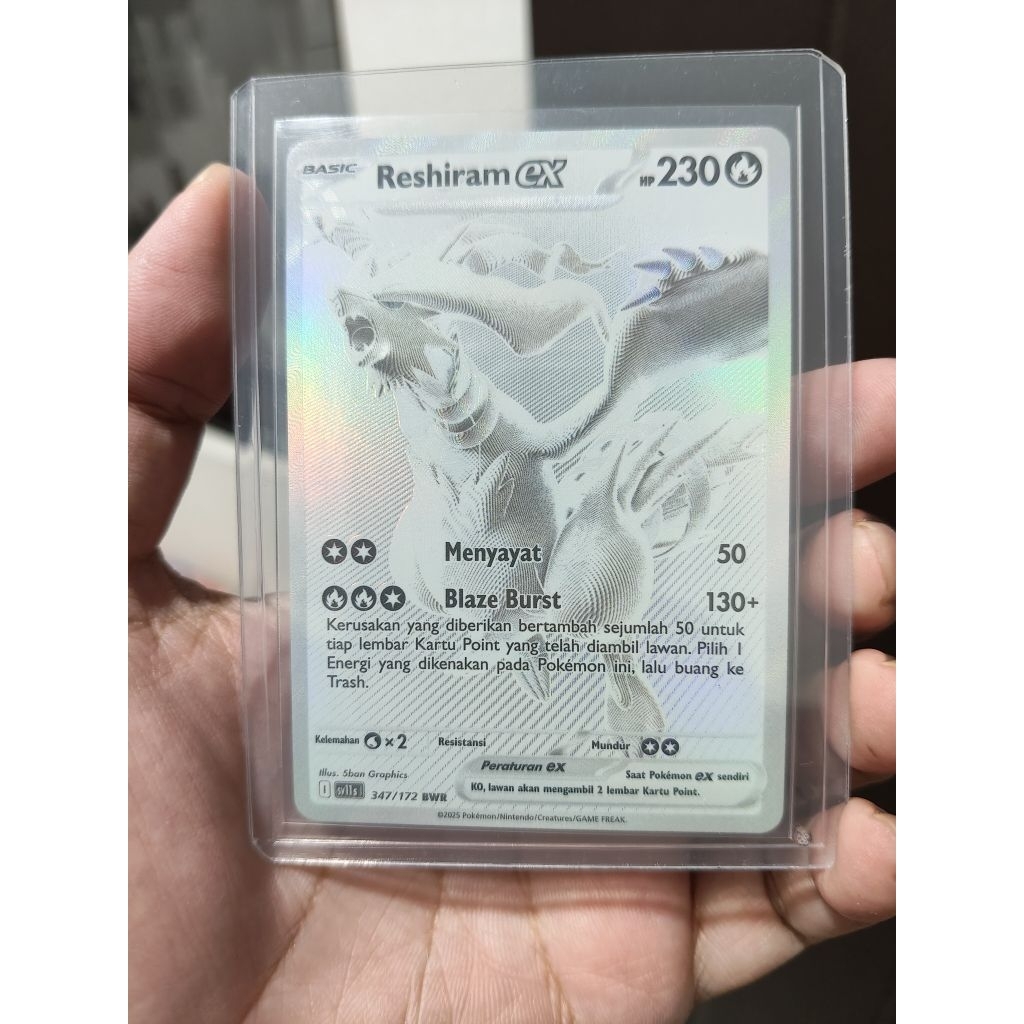 BASIC Reshiram ex HP 230
Menyayat 50
Blaze Burst 130+
Kerusakan yang diberikan bertambah sejumlah 50 untuk
tiap lembar Kartu Point yang telah diambil lawan. Pilih 1
Energi yang dikenakan pada Pokémon ini, lalu buang ke
Trash.
Kelemahan × 2 Resistansi Mundur
Illus. 5ban Graphics
Peraturan ex Saat Pokémon ex sendiri
KO, lawan akan mengambil 2 lembar Kartu Point.
I sv11s I 347/172 BWR
©2025 Pokémon/Nintendo/Creatures/GAME FREAK.